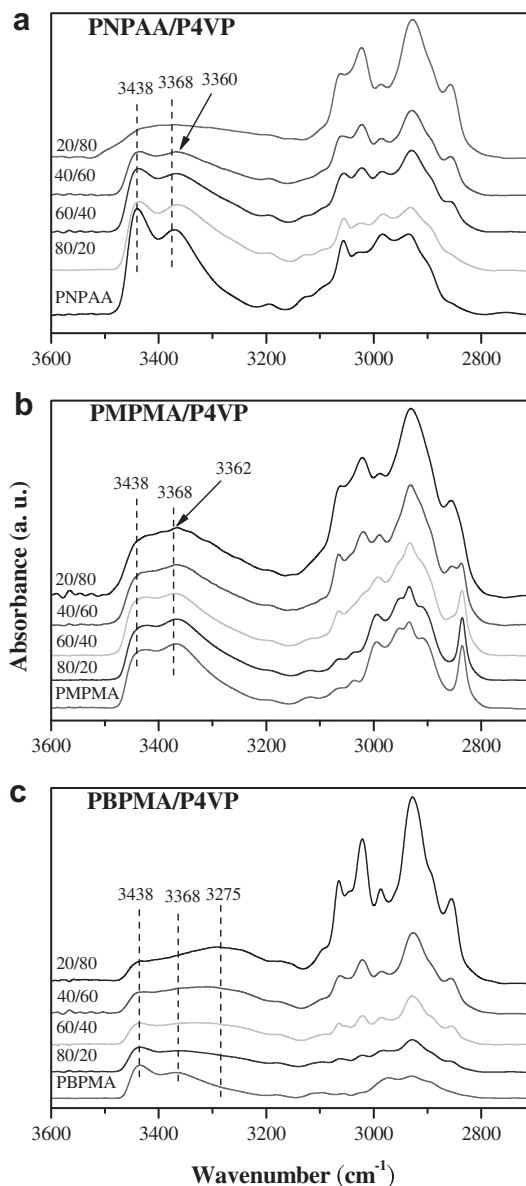 a
PNPAA/P4VP
3438 3368 3360
20/80
40/60
60/40
80/20
PNPAA
3600 3400 3200 3000 2800
b
PMPMA/P4VP
3438 3368 3362
20/80
40/60
60/40
80/20
PMPMA
3600 3400 3200 3000 2800
Absorbance (a. u.)
c
PBPMA/P4VP
3438 3368 3275
20/80
40/60
60/40
80/20
PBPMA
3600 3400 3200 3000 2800
Wavenumber (cm⁻¹)